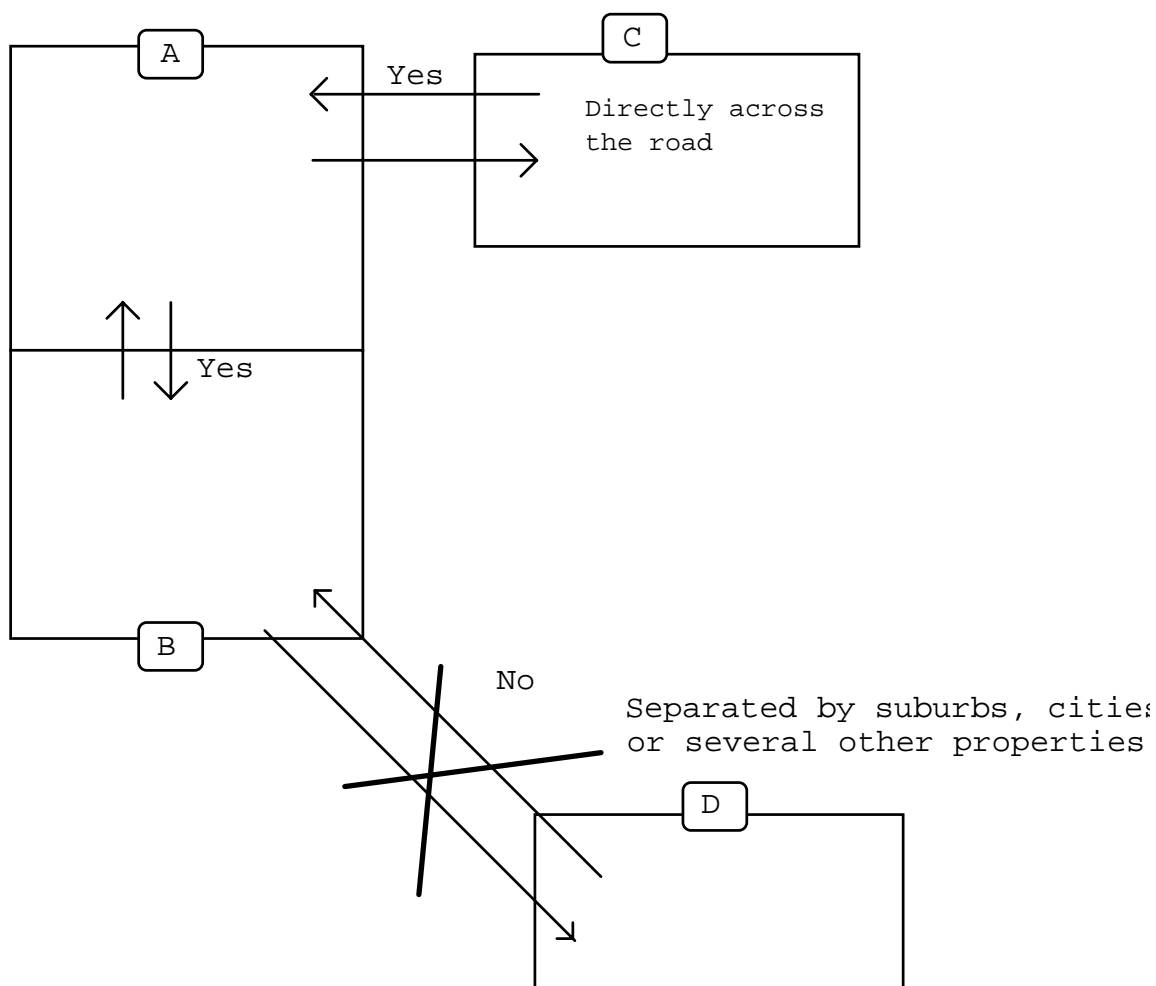 A
C
Yes
Directly across
the road
Yes
B
No
Separated by suburbs, cities
or several other properties
D